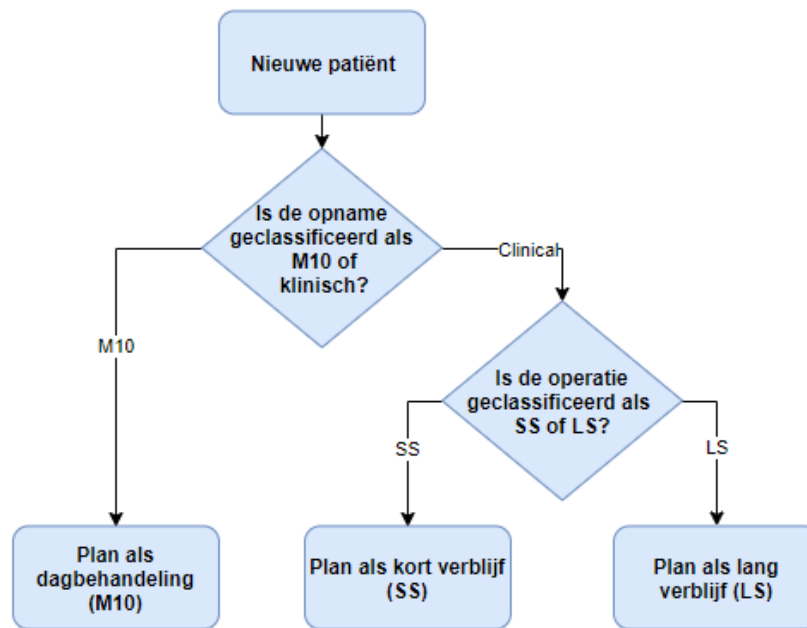 Nieuwe patiënt
Is de opname
geclassificeerd als
M10 of
klinisch?
Clinical
M10
Is de operatie
geclassificeerd als
SS of LS?
SS
LS
Plan als
dagbehandeling
(M10)
Plan als kort verblijf
(SS)
Plan als lang
verblijf (LS)